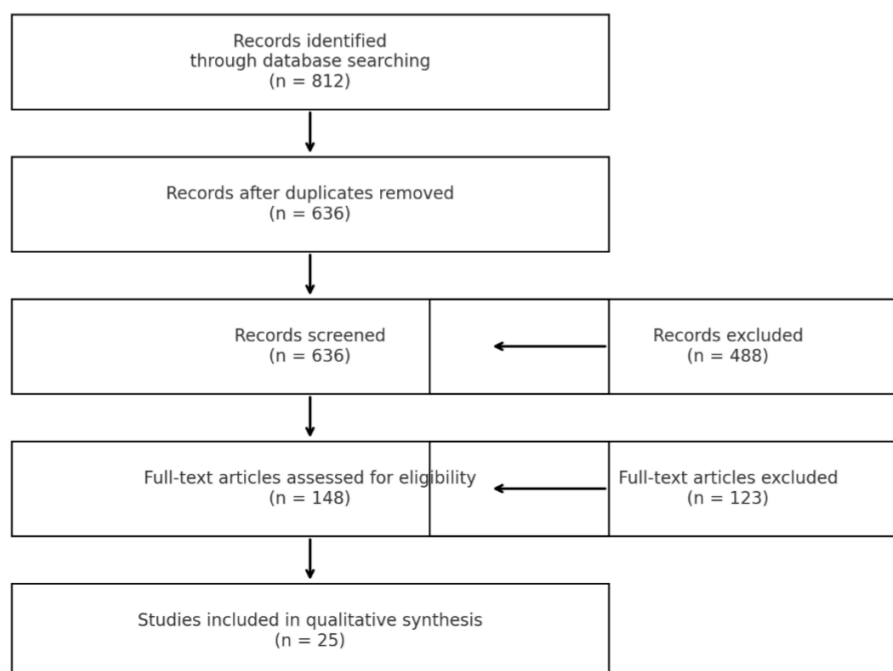 Records identified
through database searching
(n = 812)
Records after duplicates removed
(n = 636)
Records screened
(n = 636)
Records excluded
(n = 488)
Full-text articles assessed for eligibility
(n = 148)
Full-text articles excluded
(n = 123)
Studies included in qualitative synthesis
(n = 25)